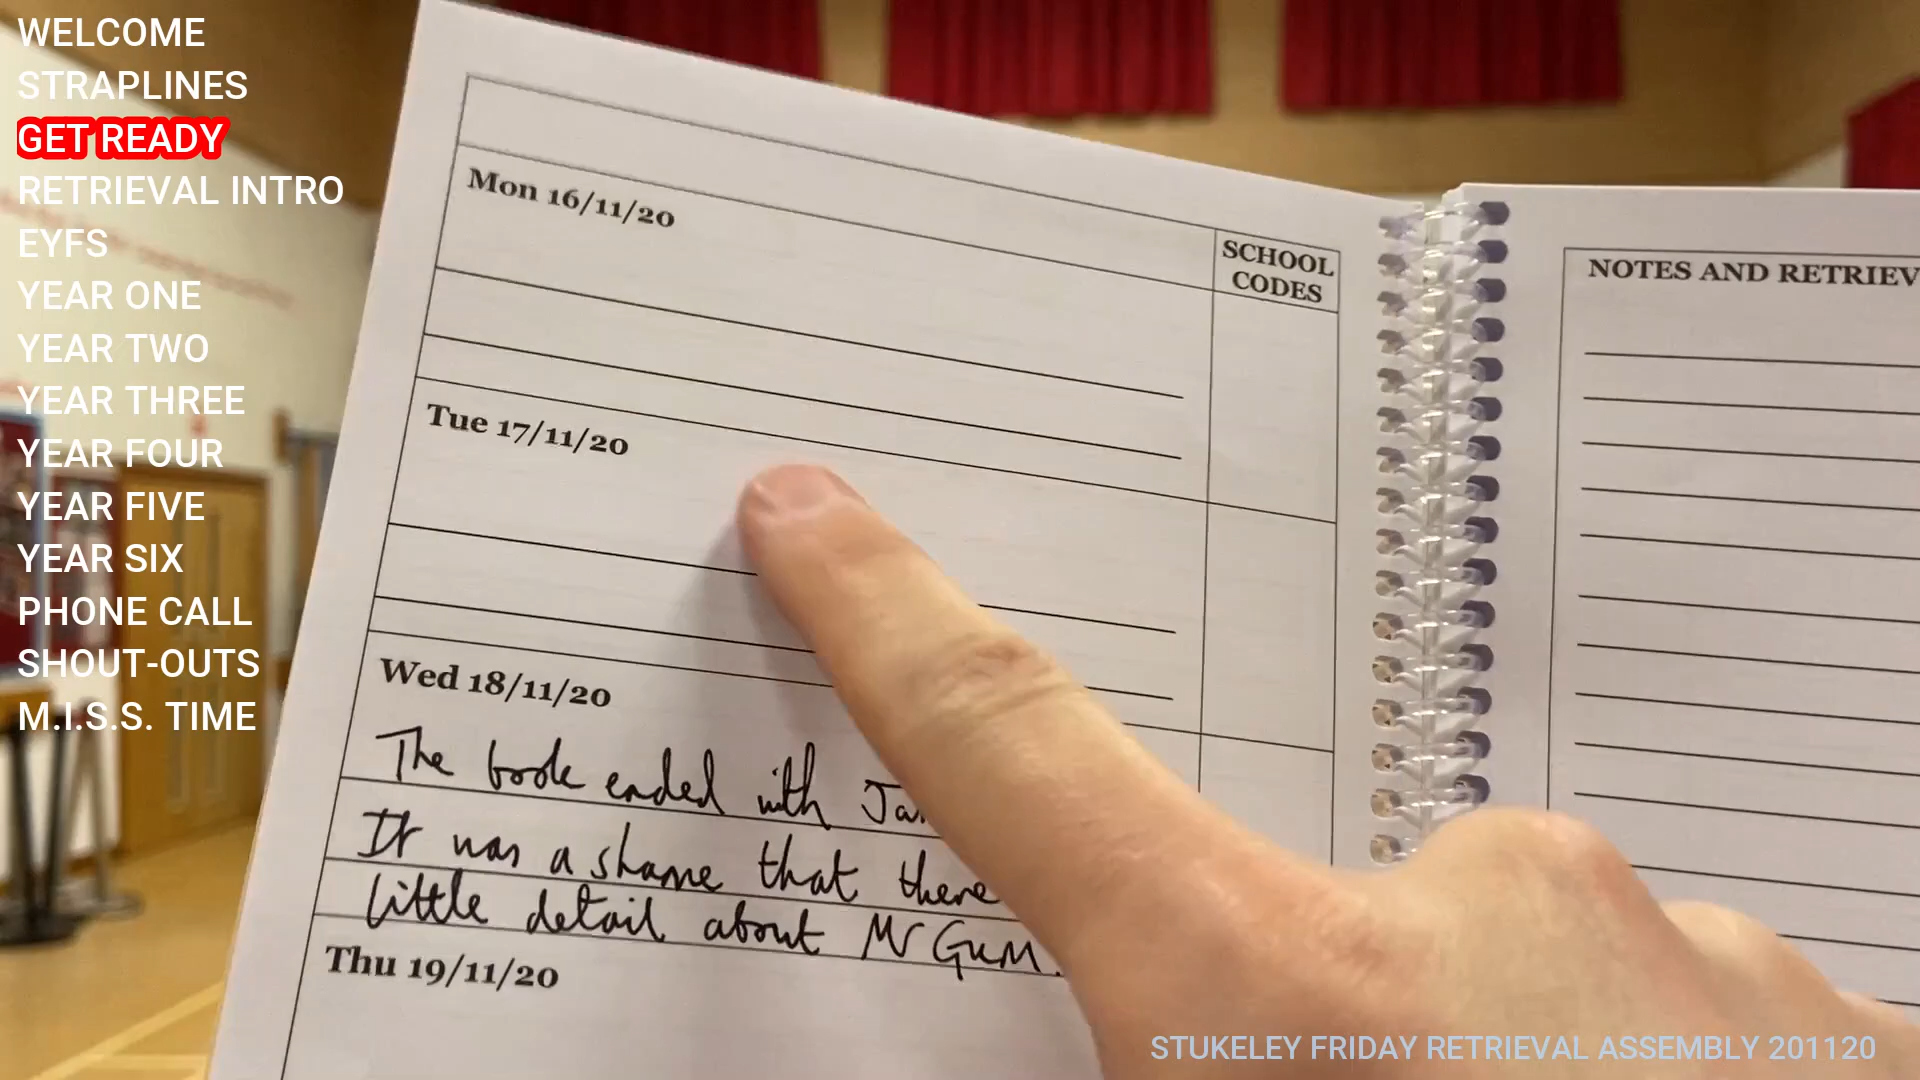 WELCOME
STRAPLINES
GET READY
RETRIEVAL INTRO
EYFS
YEAR ONE
YEAR TWO
YEAR THREE
YEAR FOUR
YEAR FIVE
YEAR SIX
PHONE CALL
SHOUT-OUTS
M.I.S.S. TIME
Mon 16/11/20
SCHOOL
CODES
Tue 17/11/20
Wed 18/11/20
The book ended with
It was a shame that there
little detail about Mr Gum.
Thu 19/11/20
NOTES AND
STUKELEY FRIDAY RETRIEVAL ASSEMBLY 201120